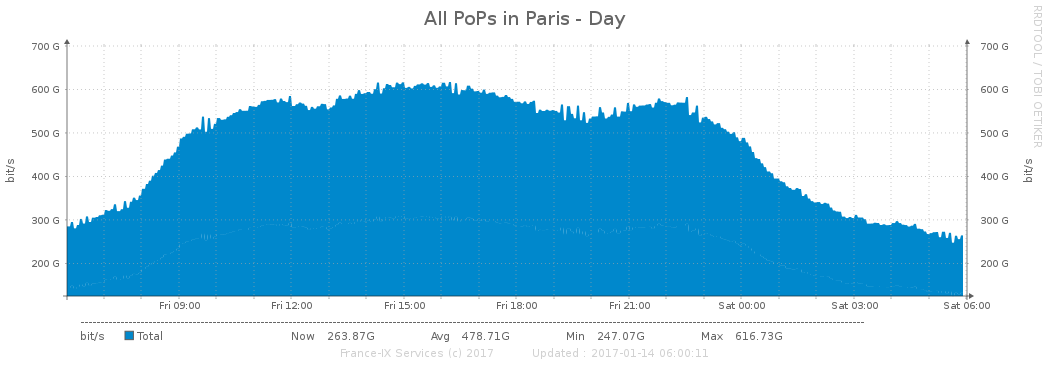 All PoPs in Paris - Day
RRDTOOL / TOBI OETIKER
700 G 700 G
600 G 600 G
500 G 500 G
400 G 400 G
300 G 300 G
200 G 200 G
bit/s bit/s
Fri 09:00 Fri 12:00 Fri 15:00 Fri 18:00 Fri 21:00 Sat 00:00 Sat 03:00 Sat 06:00
bit/s Total Now 263.87G Avg 478.71G Min 247.07G Max 616.73G
France-IX Services (c) 2017 Updated : 2017-01-14 06:00:11